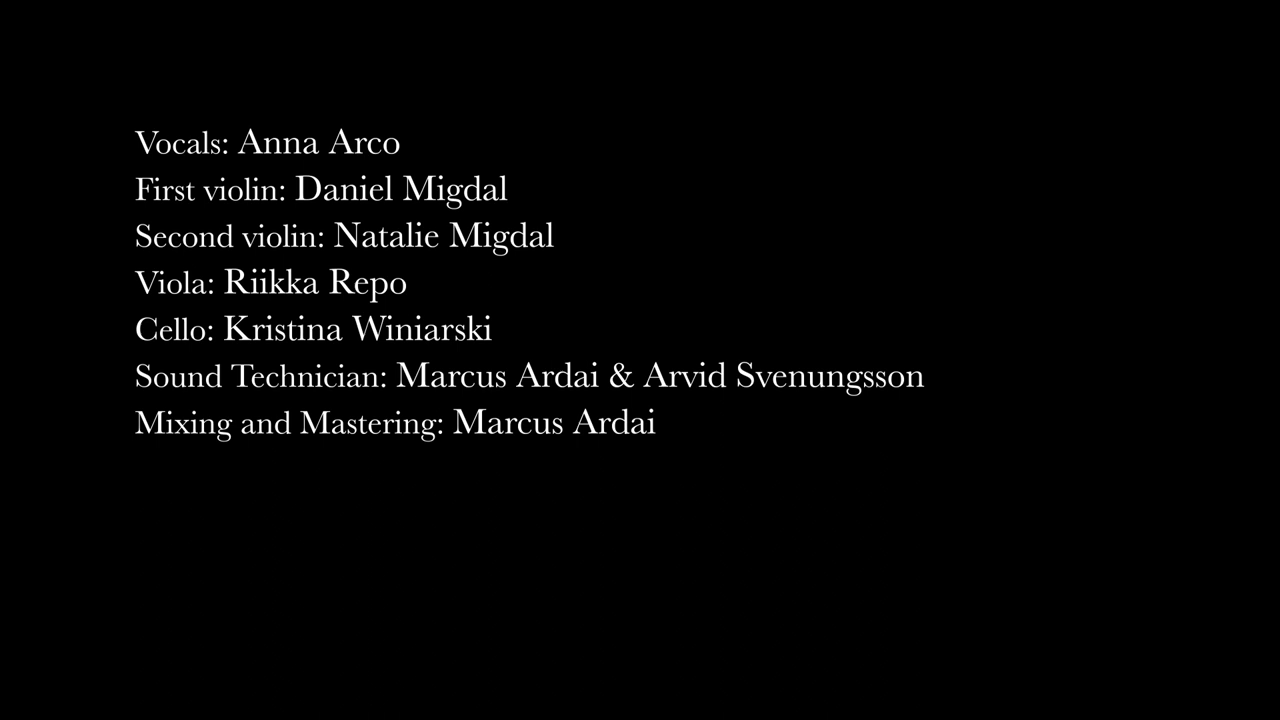 Vocals: Anna Arco
First violin: Daniel Migdal
Second violin: Natalie Migdal
Viola: Riikka Repo
Cello: Kristina Winiarski
Sound Technician: Marcus Ardai & Arvid Svenungsson
Mixing and Mastering: Marcus Ardai